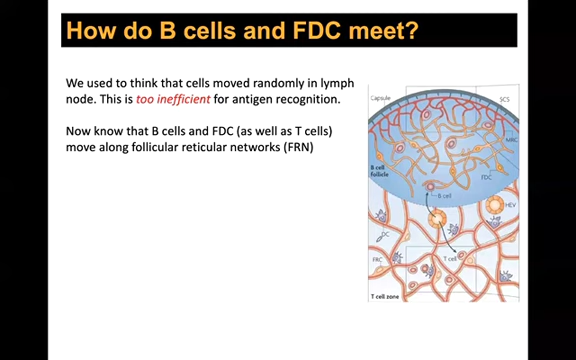 How do B cells and FDC meet?
We used to think that cells moved randomly in lymph
node. This is too inefficient for antigen recognition.
Now know that B cells and FDC (as well as T cells)
move along follicular reticular networks (FRN)
Capsule
SCS
MRC
B cell
follicle
FDC
B cell
HEV
DC
FRC
T cell
T cell zone